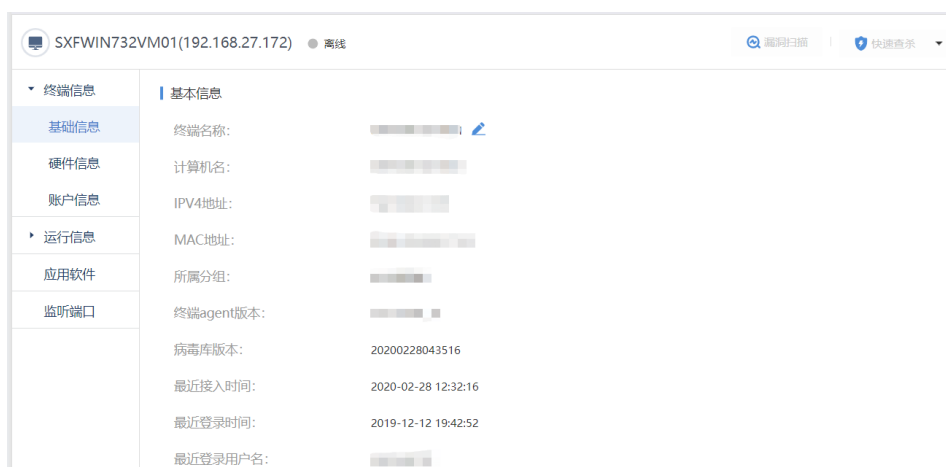 SXFWIN732VM01(192.168.27.172) 离线 漏洞扫描 快速查杀
终端信息
基础信息
硬件信息
账户信息
运行信息
应用软件
监听端口
基本信息
终端名称:
计算机名:
IPV4地址:
MAC地址:
所属分组:
终端agent版本:
病毒库版本: 20200228043516
最近接入时间: 2020-02-28 12:32:16
最近登录时间: 2019-12-12 19:42:52
最近登录用户名: